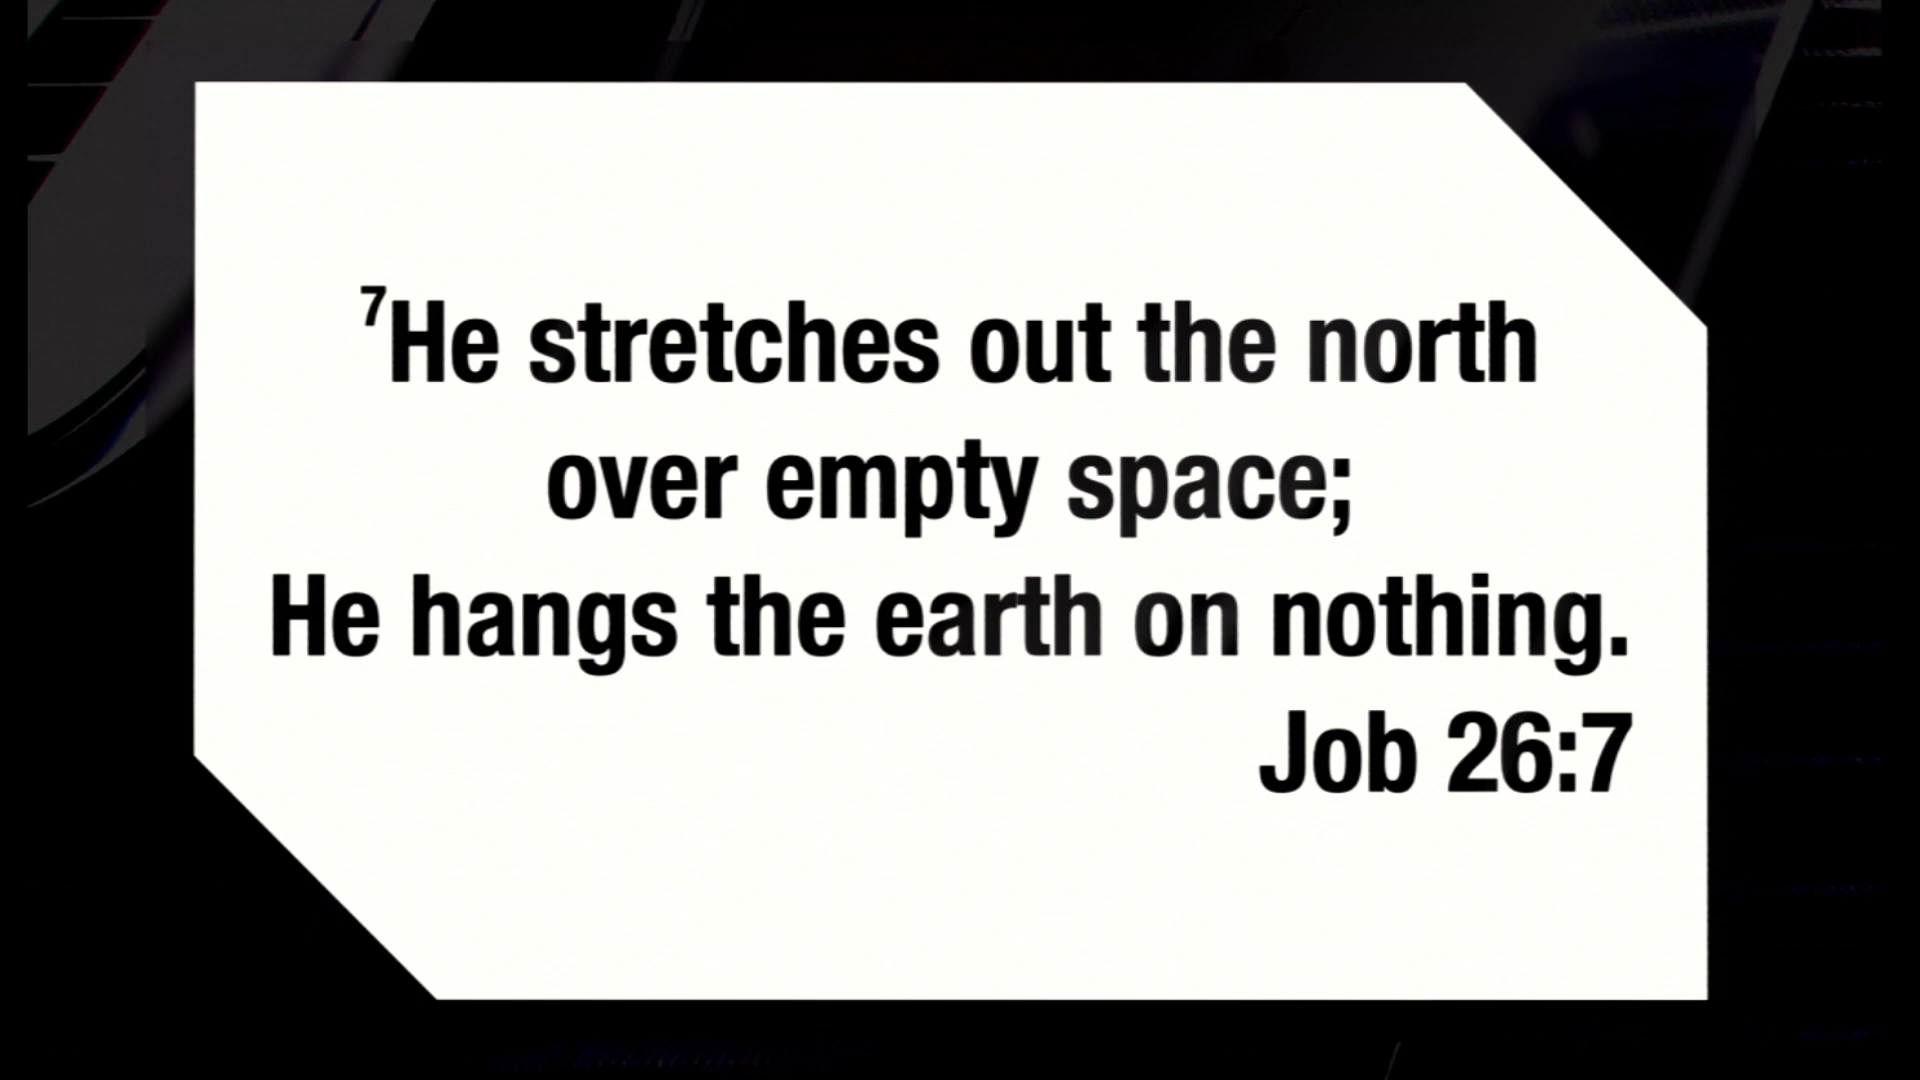 ⁷He stretches out the north
over empty space;
He hangs the earth on nothing.
Job 26:7